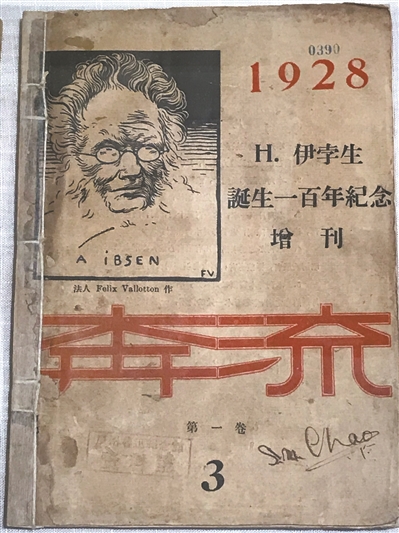 0390
1928
H. 伊孛生
誕生一百年紀念
增刊
A IBSEN
FV
法人 Felix Vallotton 作
奔流
第一卷
Chao
3